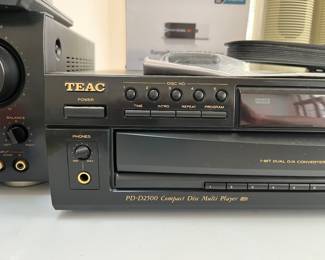 TEAC
DISC NO.
POWER
TIME INTRO REPEAT PROGRAM
BALANCE
PHONES
1-BIT DUAL D/A CONVERTER
PD-D2500 Compact Disc Multi Player